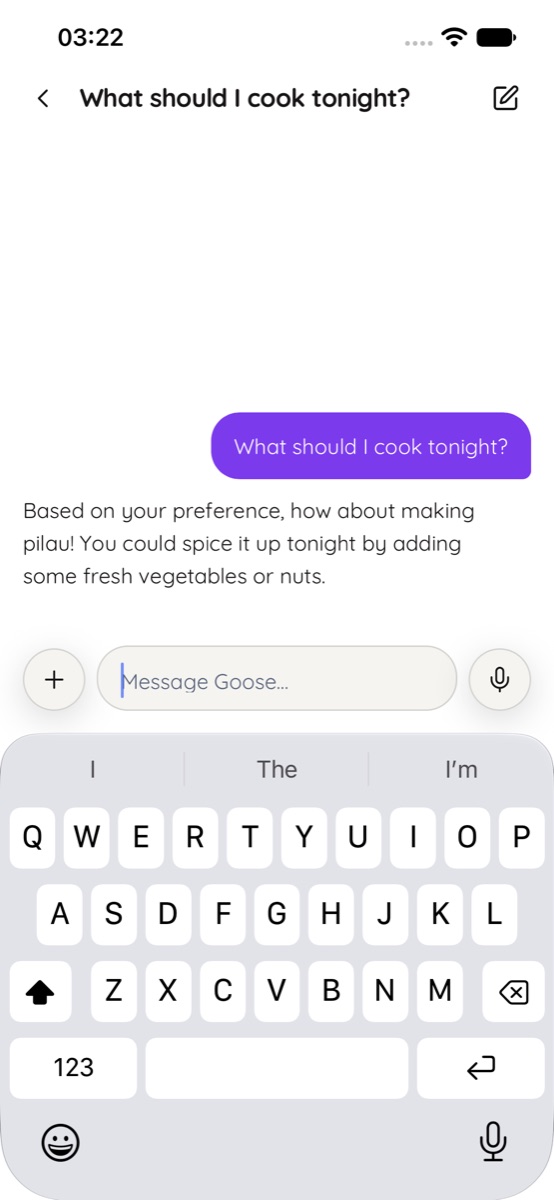 03:22
What should I cook tonight?
What should I cook tonight?
Based on your preference, how about making
pilau! You could spice it up tonight by adding
some fresh vegetables or nuts.
Message Goose...
I The I'm
Q W E R T Y U I O P
A S D F G H J K L
Z X C V B N M
123